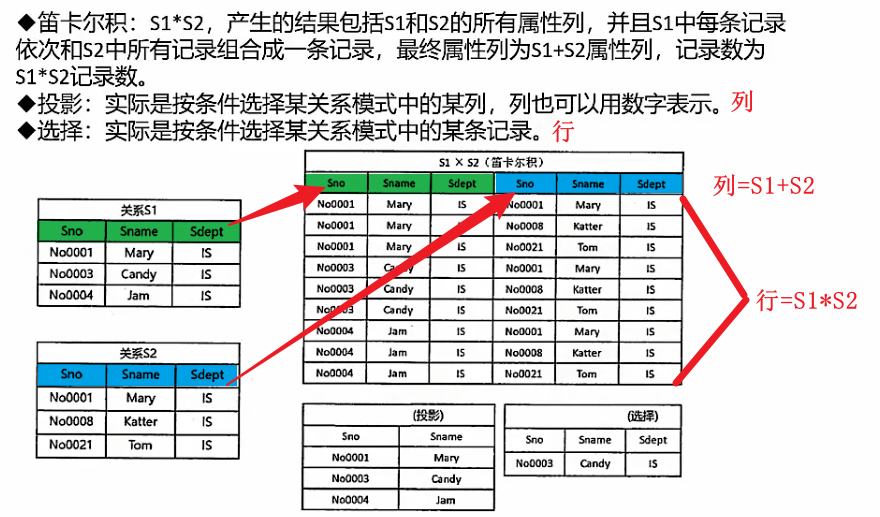 ◆笛卡尔积：S1*S2，产生的结果包括S1和S2的所有属性列，并且S1中每条记录
依次和S2中所有记录组合成一条记录，最终属性列为S1+S2属性列，记录数为
S1*S2记录数。
◆投影：实际是按条件选择某关系模式中的某列，列也可以用数字表示。列
◆选择：实际是按条件选择某关系模式中的某条记录。行
S1 × S2（笛卡尔积）
Sno Sname Sdept Sno Sname Sdept
No0001 Mary IS No0001 Mary IS
No0001 Mary IS No0008 Katter IS
No0001 Mary IS No0021 Tom IS
No0003 Candy IS No0001 Mary IS
No0003 Candy IS No0008 Katter IS
No0003 Candy IS No0021 Tom IS
No0004 Jam IS No0001 Mary IS
No0004 Jam IS No0008 Katter IS
No0004 Jam IS No0021 Tom IS
列=S1+S2
行=S1*S2
关系S1
Sno Sname Sdept
No0001 Mary IS
No0003 Candy IS
No0004 Jam IS
关系S2
Sno Sname Sdept
No0001 Mary IS
No0008 Katter IS
No0021 Tom IS
(投影)
Sno Sname
No0001 Mary
No0003 Candy
No0004 Jam
(选择)
Sno Sname Sdept
No0003 Candy IS